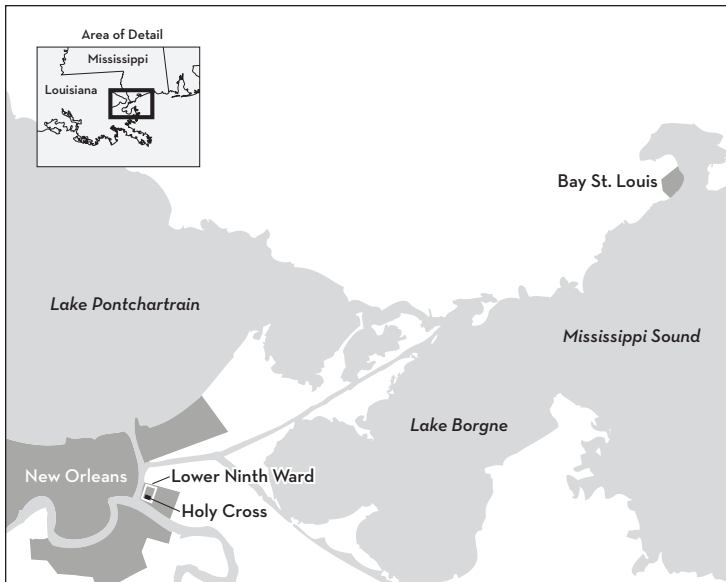 Area of Detail
Mississippi
Louisiana
Bay St. Louis
Lake Pontchartrain
Mississippi Sound
Lake Borgne
New Orleans
Lower Ninth Ward
Holy Cross